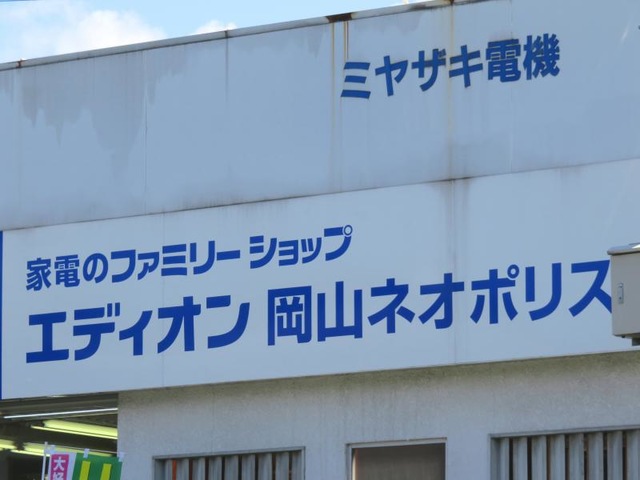 ミヤザキ電機
家電のファミリーショップ
エディオン 岡山ネオポリス
大